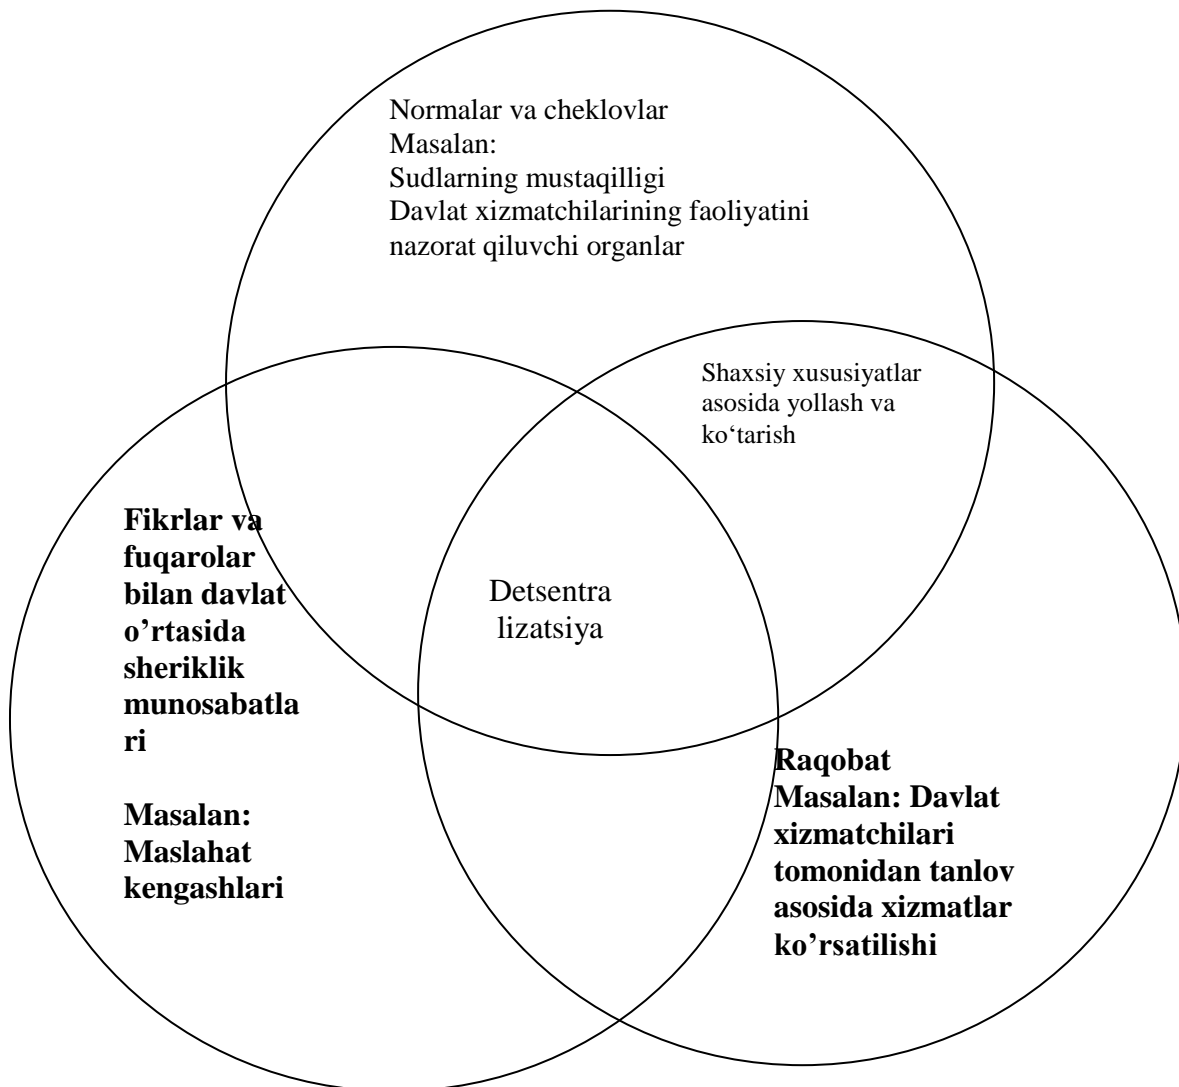 Normalar va cheklovlar
Masalan:
Sudlarning mustaqilligi
Davlat xizmatchilarining faoliyatini
nazorat qiluvchi organlar
Shaxsiy xususiyatlar
asosida yollash va
ko‘tarish
Fikrlar va
fuqarolar
bilan davlat
o’rtasida
sheriklik
munosabatla
ri
Masalan:
Maslahat
kengashlari
Detsentra
lizatsiya
Raqobat
Masalan: Davlat
xizmatchilari
tomonidan tanlov
asosida xizmatlar
ko’rsatilishi